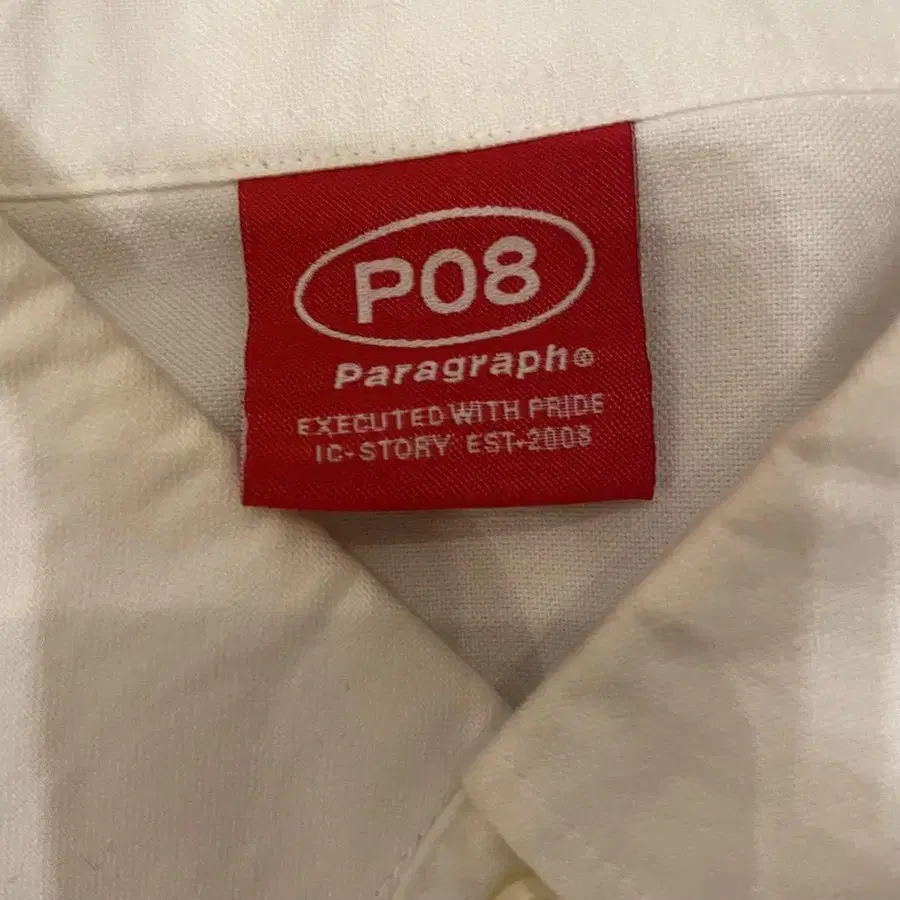 P08
Paragraph®
EXECUTED WITH PRIDE
IC-STORY EST-2008